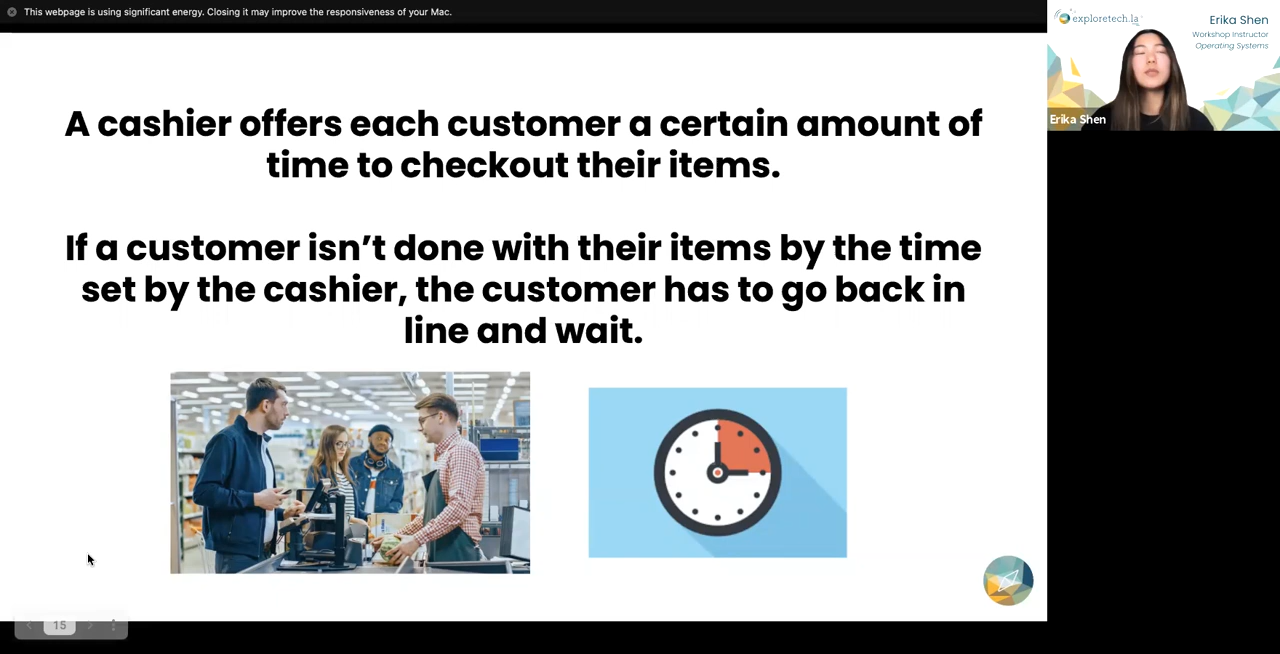 This webpage is using significant energy. Closing it may improve the responsiveness of your Mac.
exploretech.la
Erika Shen
Workshop Instructor
Operating Systems
Erika Shen
A cashier offers each customer a certain amount of
time to checkout their items.
If a customer isn’t done with their items by the time
set by the cashier, the customer has to go back in
line and wait.
15